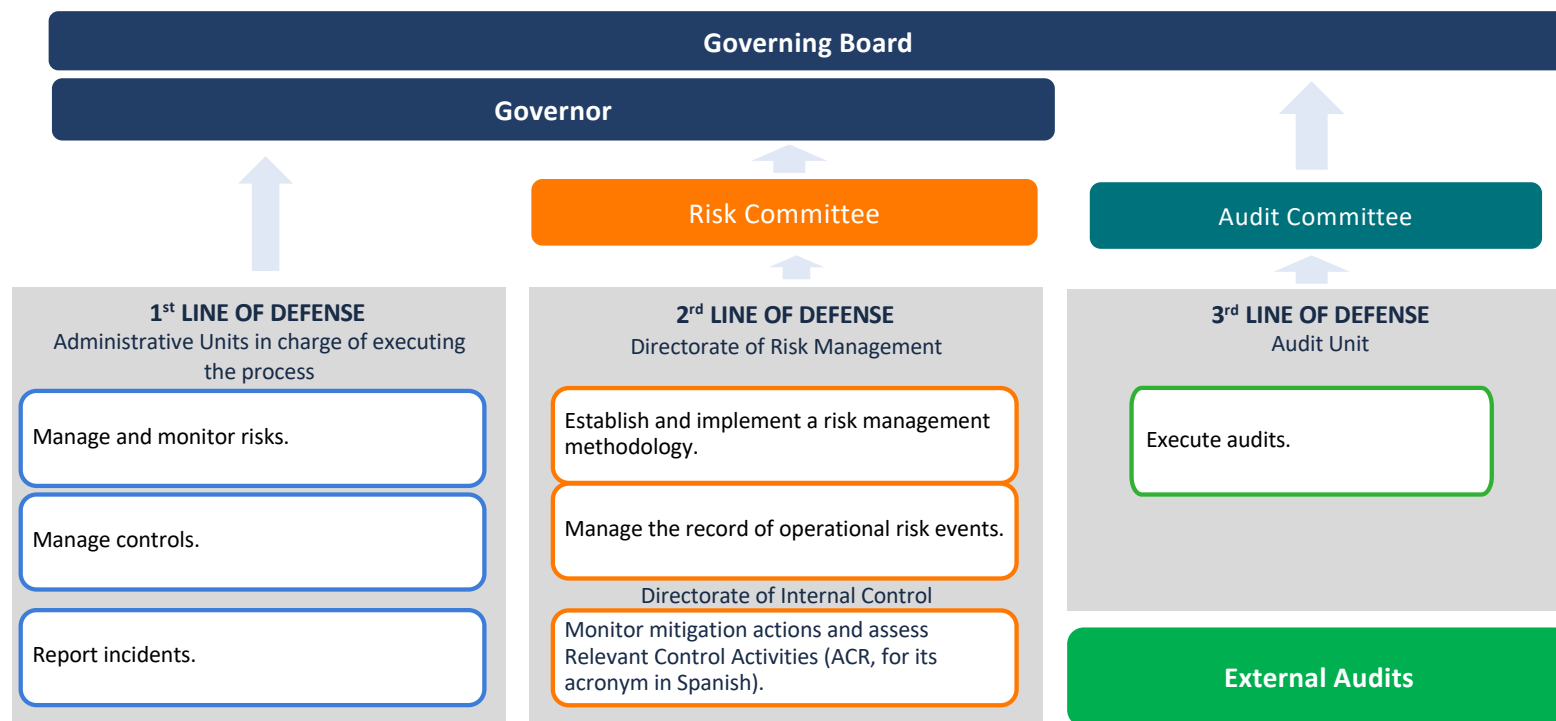 Governing Board
Governor
Risk Committee
Audit Committee
1st LINE OF DEFENSE
Administrative Units in charge of executing
the process
Manage and monitor risks.
Manage controls.
Report incidents.
2rd LINE OF DEFENSE
Directorate of Risk Management
Establish and implement a risk management
methodology.
Manage the record of operational risk events.
Directorate of Internal Control
Monitor mitigation actions and assess
Relevant Control Activities (ACR, for its
acronym in Spanish).
3rd LINE OF DEFENSE
Audit Unit
Execute audits.
External Audits